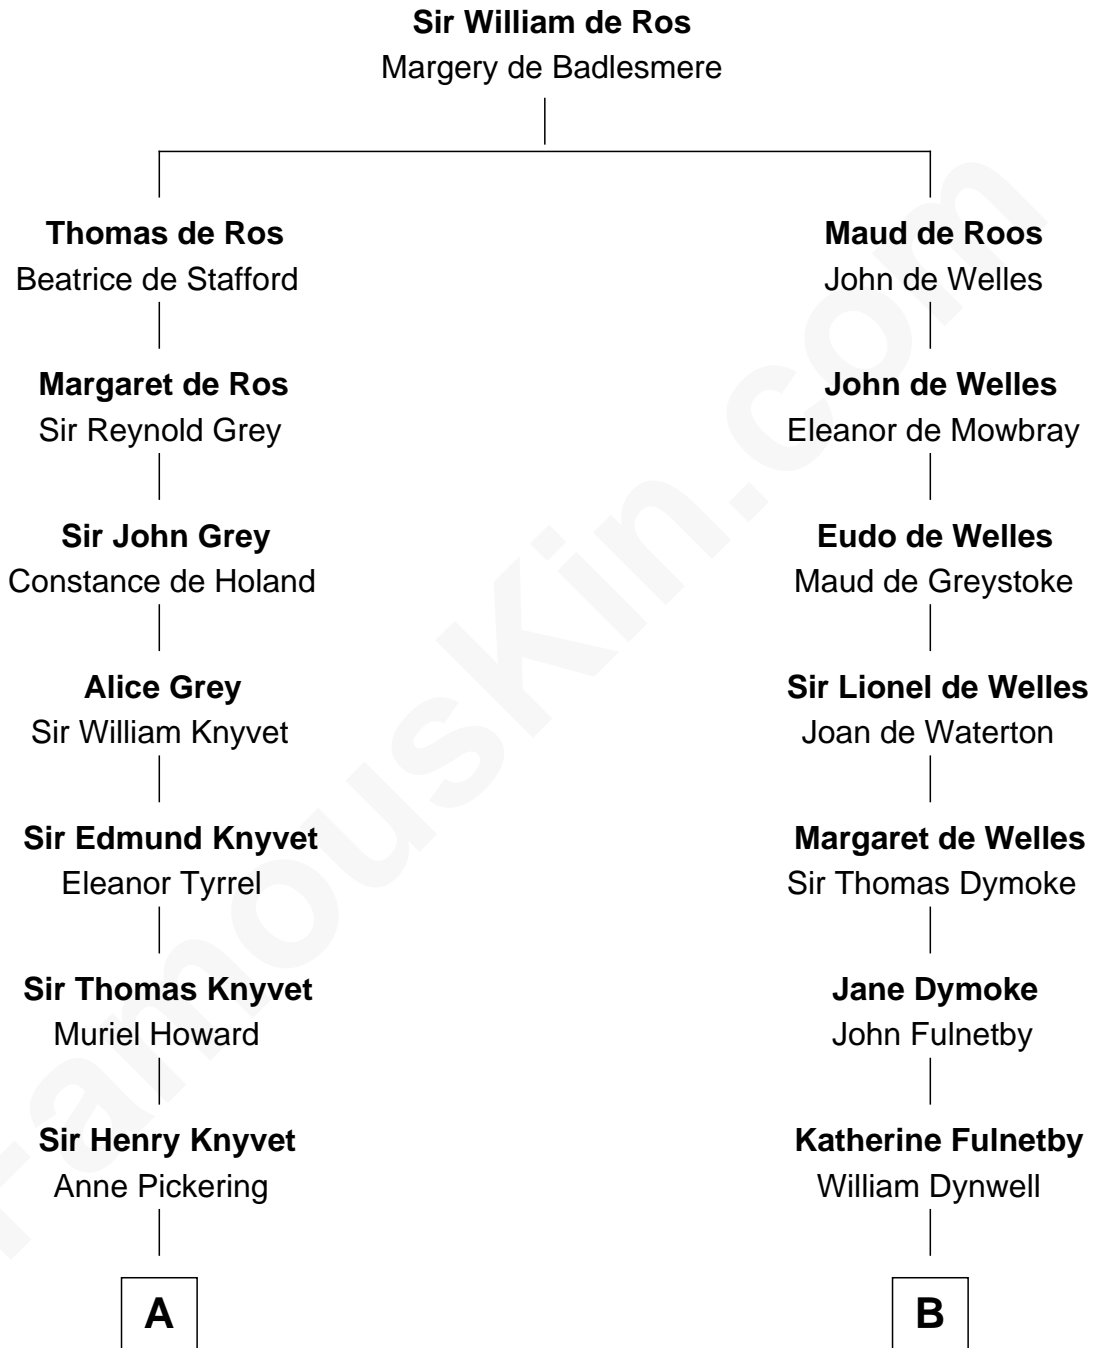 Sir William de Ros
Margery de Badlesmere
Thomas de Ros
Beatrice de Stafford
Maud de Roos
John de Welles
Margaret de Ros
Sir Reynold Grey
John de Welles
Eleanor de Mowbray
Sir John Grey
Constance de Holand
Eudo de Welles
Maud de Greystoke
Alice Grey
Sir William Knyvet
Sir Lionel de Welles
Joan de Waterton
Sir Edmund Knyvet
Eleanor Tyrrel
Margaret de Welles
Sir Thomas Dymoke
Sir Thomas Knyvet
Muriel Howard
Jane Dymoke
John Fulnetby
Sir Henry Knyvet
Anne Pickering
Katherine Fulnetby
William Dynwell
A
B
FamousKin.com